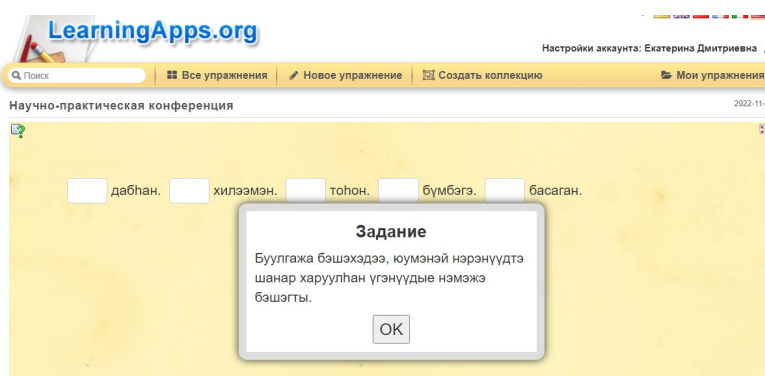 LearningApps.org
Настройки аккаунта: Екатерина Дмитриевна
Поиск
Все упражнения
Новое упражнение
Создать коллекцию
Мои упражнения
Научно-практическая конференция
2022-11-
дабһан. хилээмэн. тоһон. бүмбэгэ. басаган.
Задание
Буулгажа бэшэхэдээ, юумэнэй нэрэнүүдтэ
шанар харуулһан үгэнүүдые нэмэжэ
бэшэгты.
OK